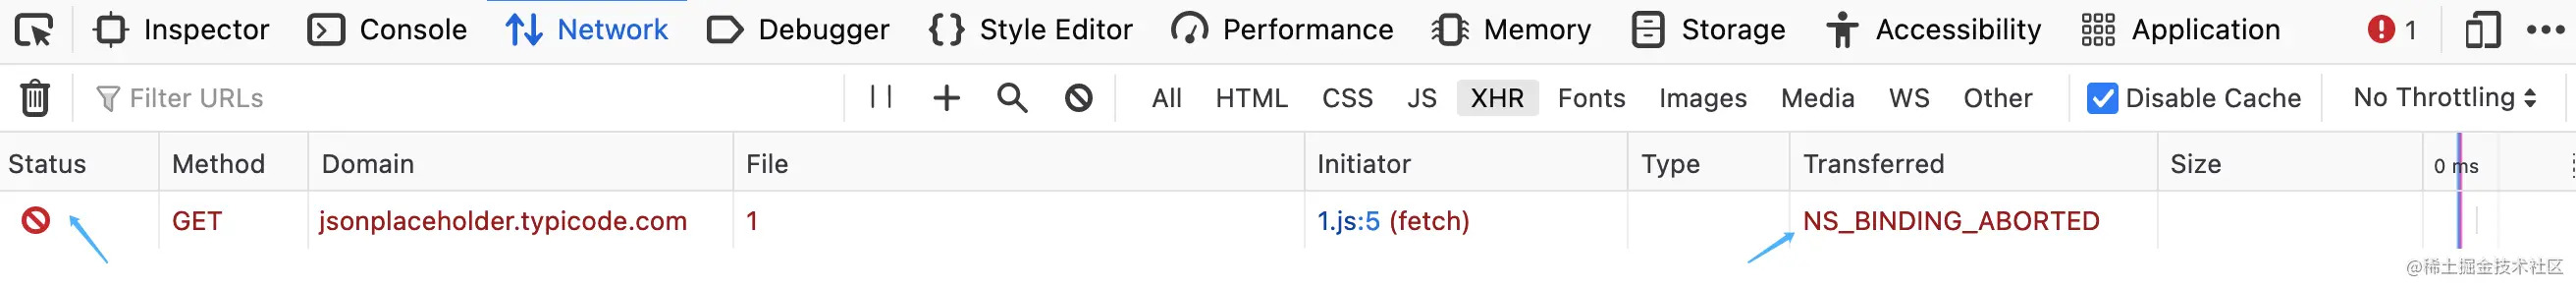 Inspector Console Network Debugger {} Style Editor Performance Memory Storage Accessibility Application 1
Filter URLs All HTML CSS JS XHR Fonts Images Media WS Other Disable Cache No Throttling
Status Method Domain File Initiator Type Transferred Size 0 ms
GET jsonplaceholder.typicode.com 1 1.js:5 (fetch) NS_BINDING_ABORTED
@稀土掘金技术社区